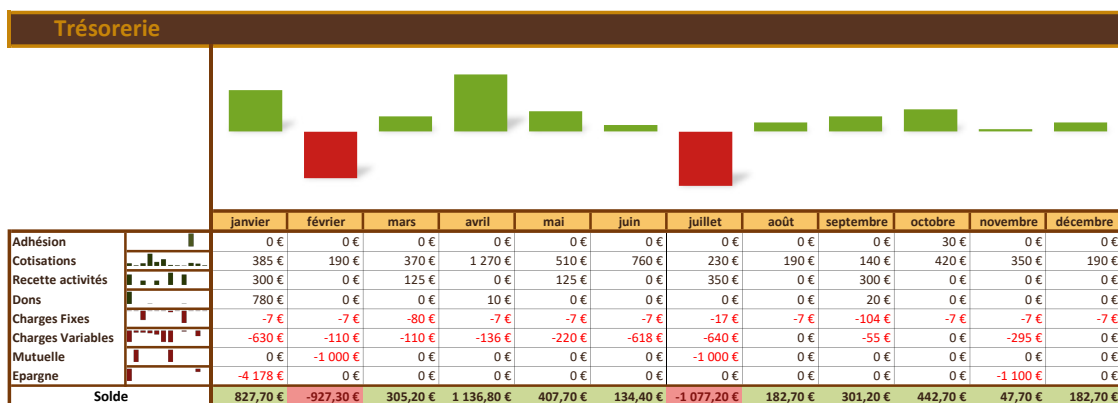 Trésorerie
janvier février mars avril mai juin juillet août septembre octobre novembre décembre
Adhésion 0 € 0 € 0 € 0 € 0 € 0 € 0 € 0 € 0 € 30 € 0 € 0 €
Cotisations 385 € 190 € 370 € 1 270 € 510 € 760 € 230 € 190 € 140 € 420 € 350 € 190 €
Recette activités 300 € 0 € 125 € 0 € 125 € 0 € 350 € 0 € 300 € 0 € 0 € 0 €
Dons 780 € 0 € 0 € 10 € 0 € 0 € 0 € 0 € 20 € 0 € 0 € 0 €
Charges Fixes -7 € -7 € -80 € -7 € -7 € -7 € -17 € -7 € -104 € -7 € -7 € -7 €
Charges Variables -630 € -110 € -110 € -136 € -220 € -618 € -640 € 0 € -55 € 0 € -295 € 0 €
Mutuelle 0 € -1 000 € 0 € 0 € 0 € 0 € -1 000 € 0 € 0 € 0 € 0 € 0 €
Epargne -4 178 € 0 € 0 € 0 € 0 € 0 € 0 € 0 € 0 € 0 € -1 100 € 0 €
Solde 827,70 € -927,30 € 305,20 € 1 136,80 € 407,70 € 134,40 € -1 077,20 € 182,70 € 301,20 € 442,70 € 47,70 € 182,70 €